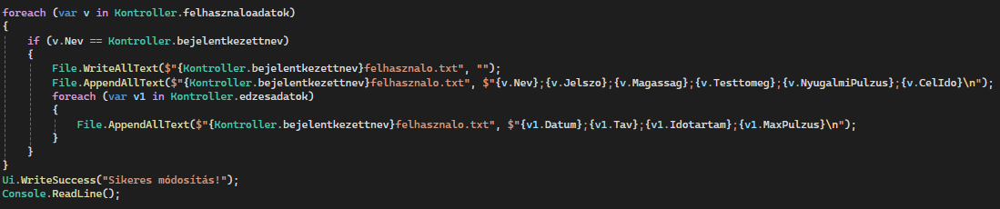 foreach (var v in Kontroller.felhasznaloadatok)
{
    if (v.Nev == Kontroller.bejelentkezettnev)
    {
        File.WriteAllText($"{Kontroller.bejelentkezettnev}felhasznalo.txt", "");
        File.AppendAllText($"{Kontroller.bejelentkezettnev}felhasznalo.txt", $"{v.Nev};{v.Jelszo};{v.Magassag};{v.Testtomeg};{v.NyugalmiPulzus};{v.CelIdo}\n");
        foreach (var v1 in Kontroller.edzesadatok)
        {
            File.AppendAllText($"{Kontroller.bejelentkezettnev}felhasznalo.txt", $"{v1.Datum};{v1.Tav};{v1.Idotartam};{v1.MaxPulzus}\n");
        }
    }
}
Ui.WriteSuccess("Sikeres módosítás!");
Console.ReadLine();